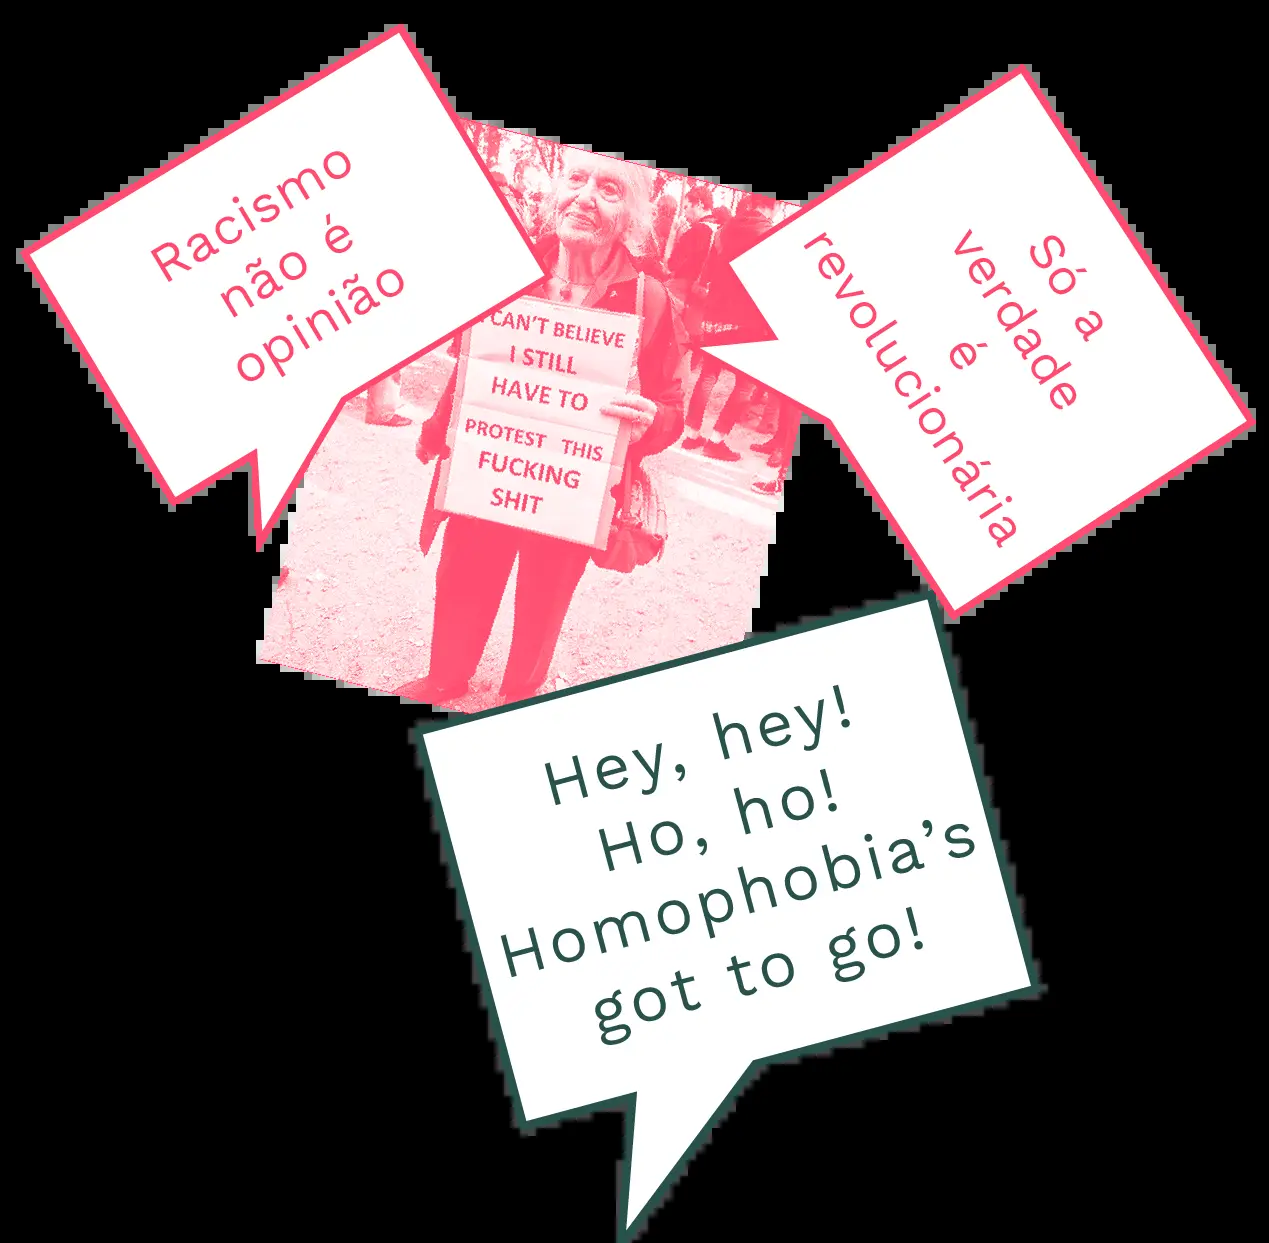 Racismo
não é
opinião
CAN'T BELIEVE
I STILL
HAVE TO
PROTEST THIS
FUCKING
SHIT
Só a
verdade
é
revolucionária
Hey, hey!
Ho, ho!
Homophobia’s
got to go!